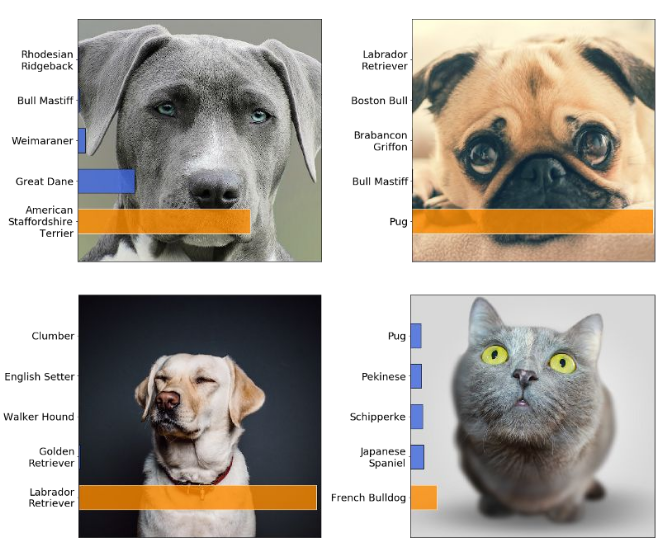 Rhodesian
Ridgeback
Bull Mastiff
Weimaraner
Great Dane
American
Staffordshire
Terrier
Labrador
Retriever
Boston Bull
Brabancon
Griffon
Bull Mastiff
Pug
Clumber
English Setter
Walker Hound
Golden
Retriever
Labrador
Retriever
Pug
Pekinese
Schipperke
Japanese
Spaniel
French Bulldog